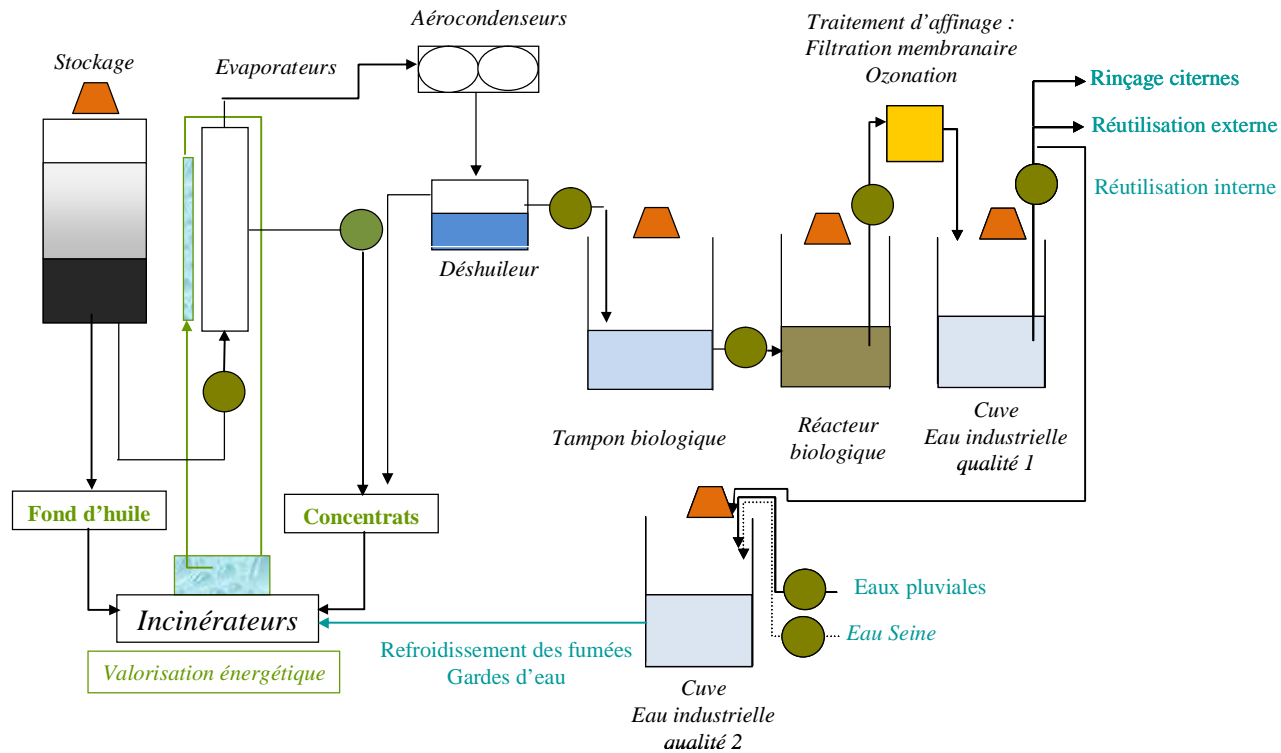 Aérocondenseurs
Traitement d'affinage :
Filtration membranaire
Ozonation
Stockage
Evaporateurs
Rinçage citernes
Réutilisation externe
Réutilisation interne
Déshuileur
Tampon biologique
Réacteur
biologique
Cuve
Eau industrielle
qualité 1
Fond d'huile
Concentrats
Incinérateurs
Valorisation énergétique
Refroidissement des fumées
Gardes d'eau
Eaux pluviales
Eau Seine
Cuve
Eau industrielle
qualité 2